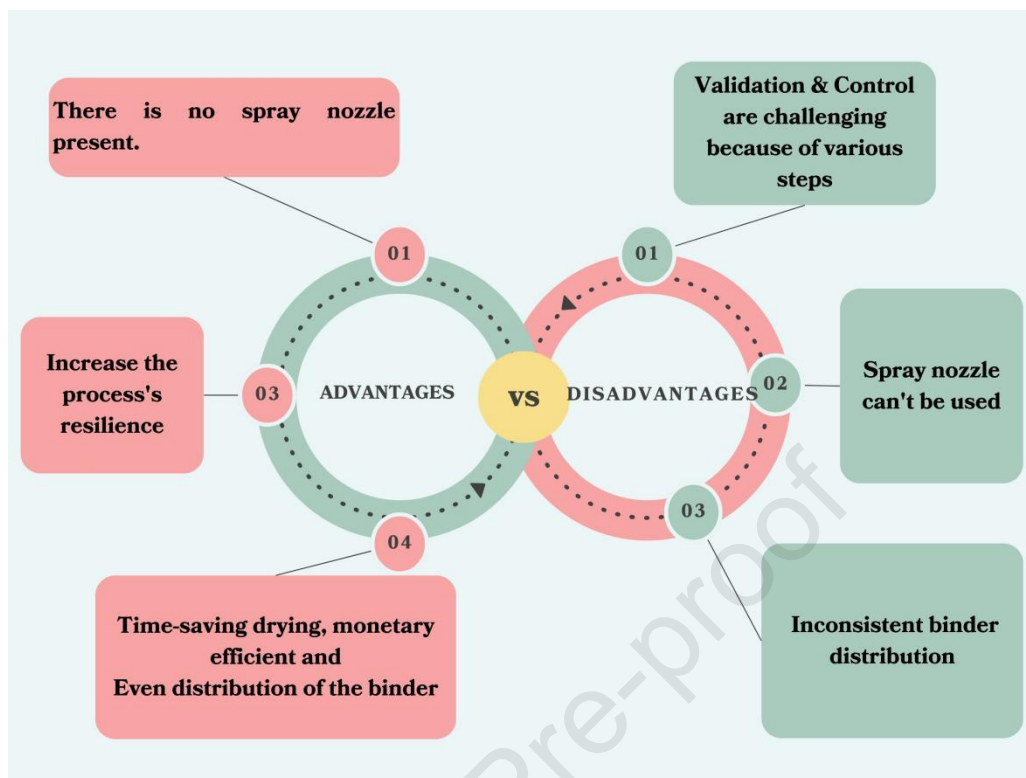 There is no spray nozzle
present.
Validation & Control
are challenging
because of various
steps
01
01
Increase the
process's
resilience
03
ADVANTAGES
vs
DISADVANTAGES
02
Spray nozzle
can't be used
04
03
Time-saving drying, monetary
efficient and
Even distribution of the binder
Inconsistent binder
distribution
Pre-proof